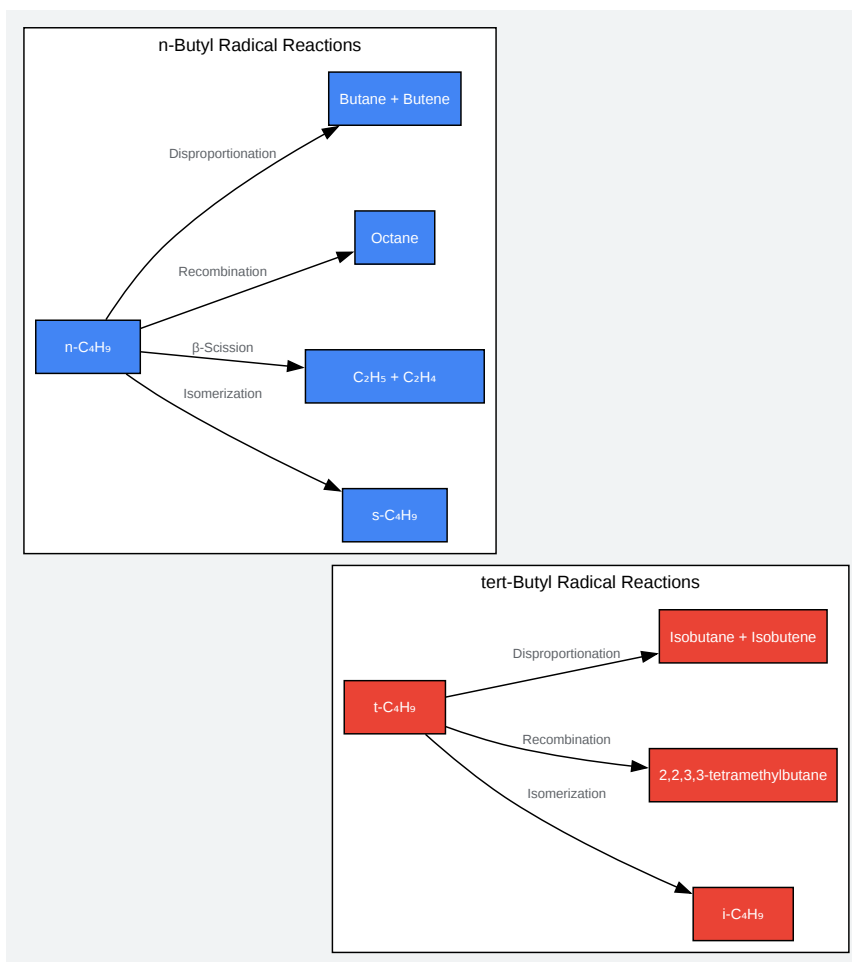 n-Butyl Radical Reactions
Butane + Butene
Disproportionation
Octane
Recombination
n-C₄H₉
β-Scission
C₂H₅ + C₂H₄
Isomerization
s-C₄H₉
tert-Butyl Radical Reactions
Isobutane + Isobutene
Disproportionation
t-C₄H₉
Recombination
2,2,3,3-tetramethylbutane
Isomerization
i-C₄H₉